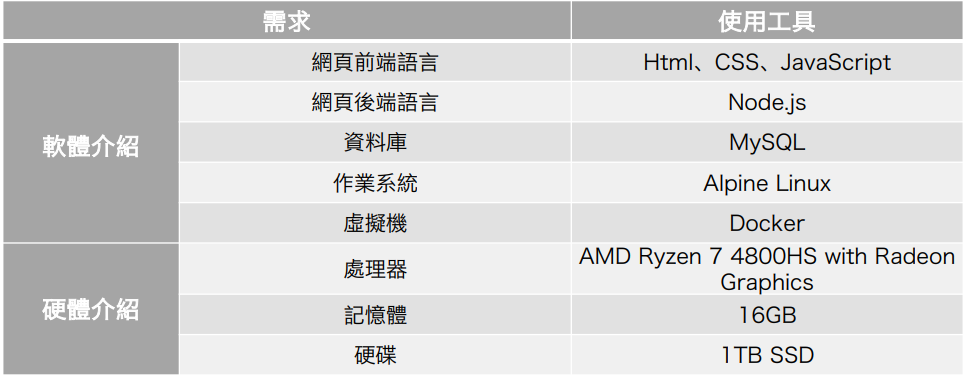 需求 使用工具
軟體介紹
網頁前端語言 Html、CSS、JavaScript
網頁後端語言 Node.js
資料庫 MySQL
作業系統 Alpine Linux
虛擬機 Docker
硬體介紹
處理器 AMD Ryzen 7 4800HS with Radeon
Graphics
記憶體 16GB
硬碟 1TB SSD